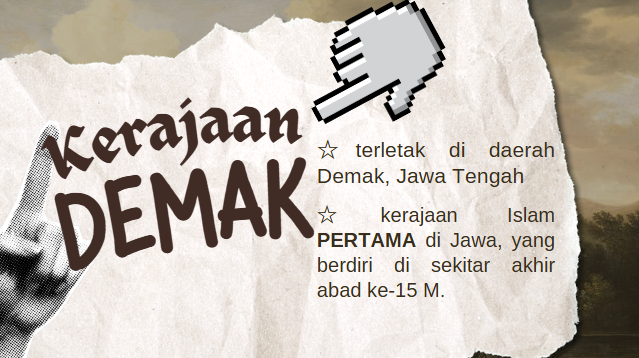 Kerajaan
DEMAK
☆ terletak di daerah
Demak, Jawa Tengah
☆ kerajaan Islam
PERTAMA di Jawa, yang
berdiri di sekitar akhir
abad ke-15 M.